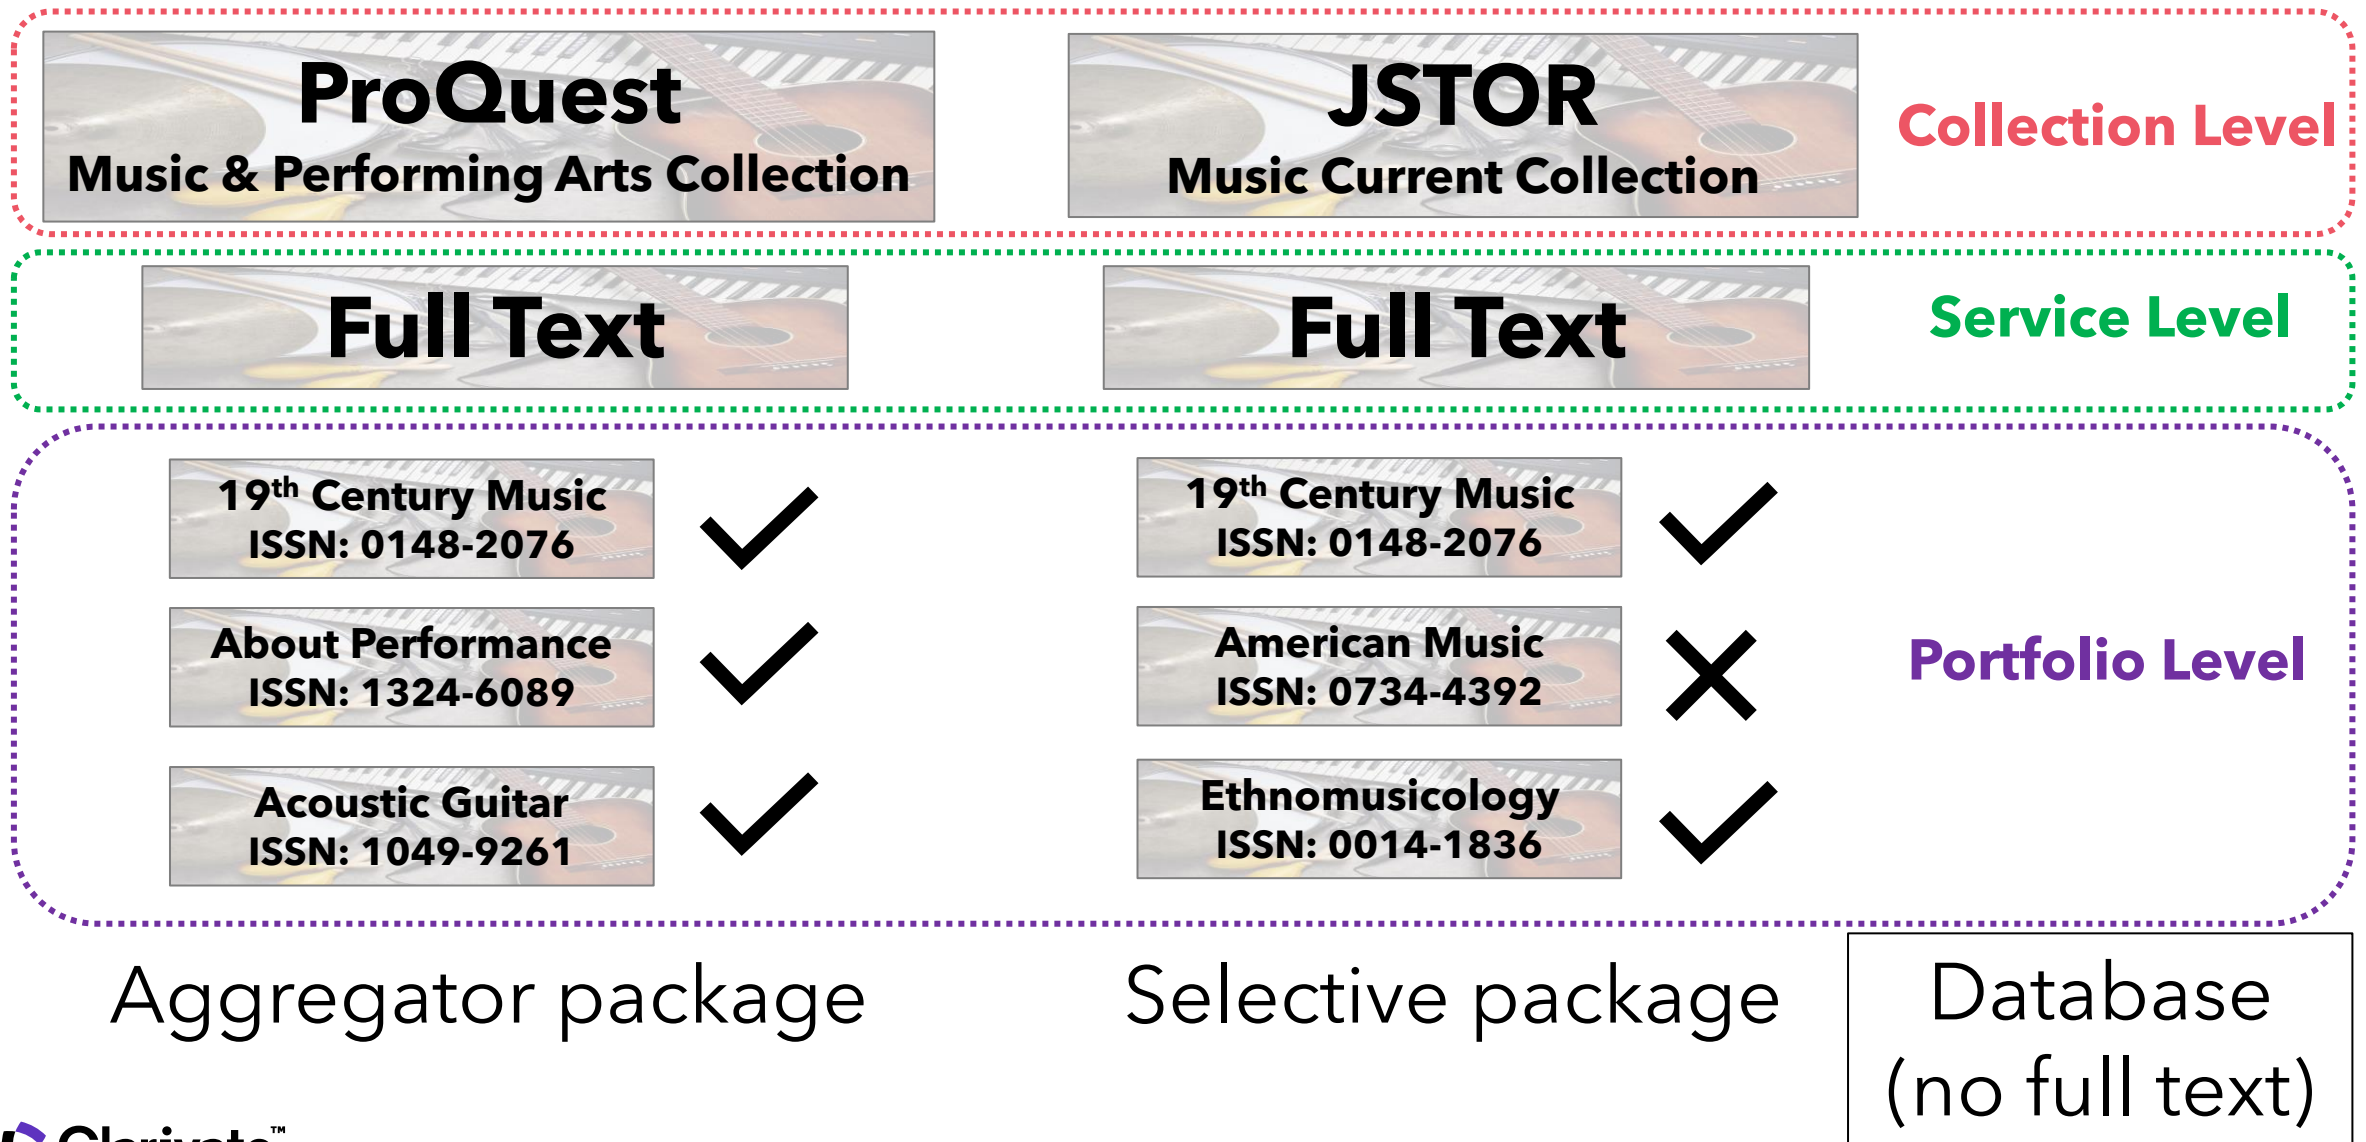 ProQuest
Music & Performing Arts Collection
JSTOR
Music Current Collection
Collection Level
Full Text
Full Text
Service Level
19th Century Music
ISSN: 0148-2076
19th Century Music
ISSN: 0148-2076
About Performance
ISSN: 1324-6089
American Music
ISSN: 0734-4392
Portfolio Level
Acoustic Guitar
ISSN: 1049-9261
Ethnomusicology
ISSN: 0014-1836
Aggregator package
Selective package
Database
(no full text)
Clarivate™